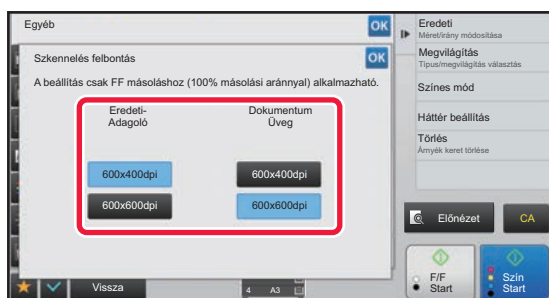 Egyéb
OK
Szkennelés felbontás
OK
A beállítás csak FF másoláshoz (100% másolási aránnyal) alkalmazható.
Eredeti-
Adagoló
Dokumentum
Üveg
600x400dpi
600x400dpi
600x600dpi
600x600dpi
Vissza
4 A3
Eredeti
Méret/irány módosítása
Megvilágítás
Típus/megvilágítás választás
Színes mód
Háttér beállítás
Törlés
Árnyék keret törlése
Előnézet
CA
F/F
Start
Szín
Start